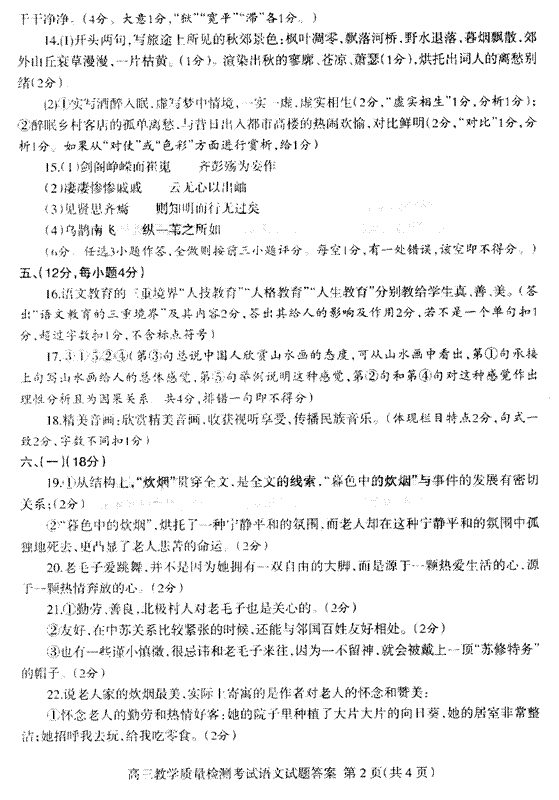 干干净净。(4分。大意1分,“狱”“宽平”“滞”各1分。)
14.(1)开头两句,写旅途上所见的秋郊景色:枫叶凋零,飘落河桥,野水退落,暮烟飘散,郊
外山丘衰草漫漫,一片枯黄。(1分)。渲染出秋的寥廓、苍凉、萧瑟(1分),烘托出词人的离愁别
绪(2分)
(2)①实写酒醉入眠,虚写梦中情境,一实一虚,虚实相生(2分,“虚实相生”1分,分析1分);
②醉眠乡村客店的孤单离愁,与昔日出入都市高楼的热闹欢愉,对比鲜明(2分,“对比”1分,分
析1分。如果从“对使”或“色彩”方面进行赏析,给1分)
15.(1)剑阁峥嵘而崔嵬 齐彭殇为妄作
(2)凄凄惨惨戚戚 云无心以出岫
(3)见贤思齐焉 则知明而行无过矣
(4)乌鹊南飞 纵一苇之所如
(6分。任选3小题作答,全做则按前三小题评分。每空1分,有一处错误,该空即不得分。)
五、(12分,每小题4分)
16.语文教育的三重境界“人技教育”“人格教育”“人生教育”分别教给学生真、善、美。(答
出“语文教育的三重境界”及其内容2分,答出其给人的影响及作用2分,若不是一个单句扣1
分,超过字数扣1分,不含标点符号)
17.③①⑤②④(第③句总说中国人欣赏山水画的态度,可从山水画中看出,第①句承接
上句写山水画给人的总体感觉,第⑤句举例说明这种感觉,第②句和第④句对这种感觉作出
理性分析且为因果关系。共4分,排错一句即不得分)
18.精美音画:欣赏精美音画,收获视听享受,传播民族音乐。(体现栏目特点2分,句式一
致2分,字数不同扣1分)
六、(一)(18分)
19.①从结构上,“炊烟”贯穿全文,是全文的线索,“暮色中的炊烟”与事件的发展有密切
关系;(2分)
②“暮色中的炊烟”,烘托了一种宁静平和的氛围,而老人却在这种宁静平和的氛围中孤
独地死去,更凸显了老人悲苦的命运。(2分)
20.老毛子爱跳舞,并不是因为她拥有一双自由的大脚,而是源于一颗热爱生活的心,源
于一颗热情奔放的心。(2分)
21.①勤劳、善良,北极村人对老毛子也是关心的。(2分)
②友好,在中苏关系比较紧张的时候,还能与邻国百姓友好相处。(2分)
③也有一些谨小慎微,很忌讳和老毛子来往,因为一不留神,就会被戴上一顶“苏修特务”
的帽子。(2分)
22.说老人家的炊烟最美,实际上寄寓的是作者对老人的怀念和赞美:
①怀念老人的勤劳和热情好客;她的院子里种植了大片大片的向日葵,她的居室非常整
洁;她招呼我去玩,给我吃零食。(2分)
高三教学质量检测考试语文试题答案 第2页(共4页)